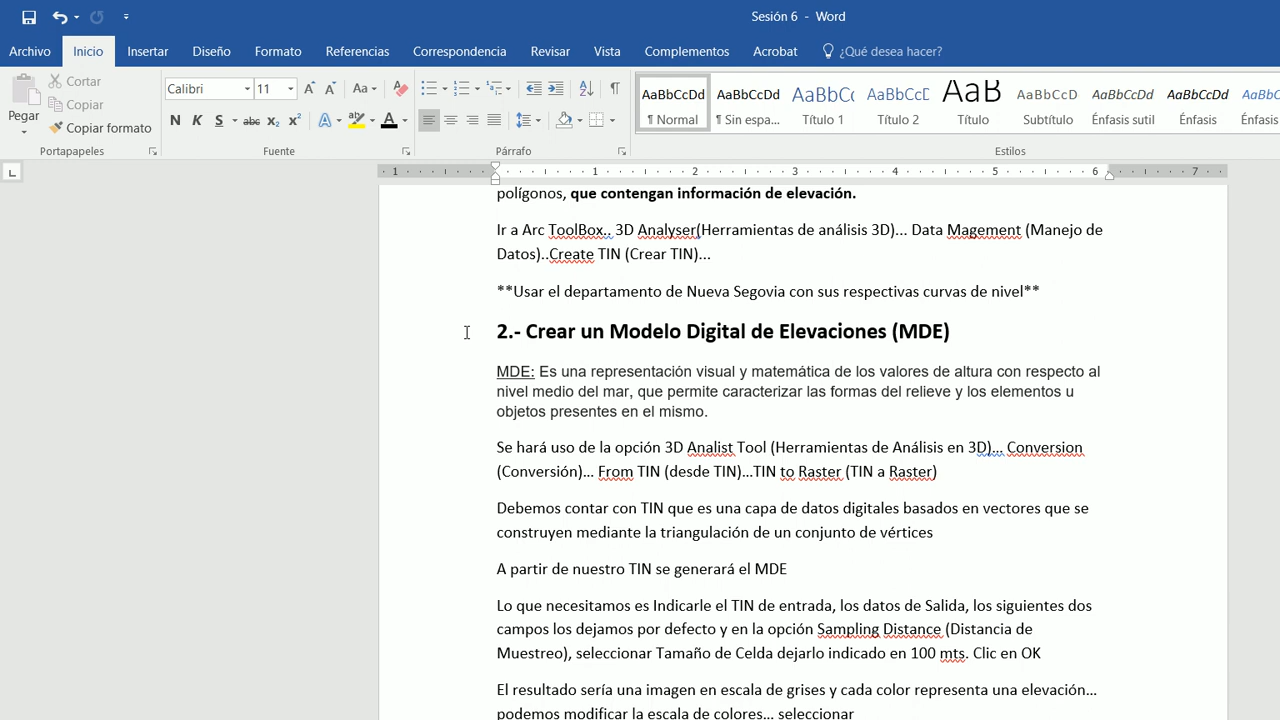 Sesión 6 - Word
Archivo Inicio Insertar Diseño Formato Referencias Correspondencia Revisar Vista Complementos Acrobat ¿Qué desea hacer?
Pegar
Cortar
Copiar
Copiar formato
Portapapeles
Calibri 11
Aa
N K S abc x₂ x² A A
Fuente
Párrafo
AaBbCcDd AaBbCcDd AaBbC( AaBbCcE AaB AaBbCcD AaBbCcDd AaBbCcDd AaBbCc
¶ Normal ¶ Sin espa... Título 1 Título 2 Título Subtítulo Énfasis sutil Énfasis Énfasis
Estilos
1 1 2 3 4 5 6 7
polígonos, que contengan información de elevación.
Ir a Arc ToolBox.. 3D Analyser(Herramientas de análisis 3D)... Data Magement (Manejo de
Datos)..Create TIN (Crear TIN)...
**Usar el departamento de Nueva Segovia con sus respectivas curvas de nivel**
2.- Crear un Modelo Digital de Elevaciones (MDE)
MDE: Es una representación visual y matemática de los valores de altura con respecto al
nivel medio del mar, que permite caracterizar las formas del relieve y los elementos u
objetos presentes en el mismo.
Se hará uso de la opción 3D Analist Tool (Herramientas de Análisis en 3D)... Conversion
(Conversión)... From TIN (desde TIN)...TIN to Raster (TIN a Raster)
Debemos contar con TIN que es una capa de datos digitales basados en vectores que se
construyen mediante la triangulación de un conjunto de vértices
A partir de nuestro TIN se generará el MDE
Lo que necesitamos es Indicarle el TIN de entrada, los datos de Salida, los siguientes dos
campos los dejamos por defecto y en la opción Sampling Distance (Distancia de
Muestreo), seleccionar Tamaño de Celda dejarlo indicado en 100 mts. Clic en OK
El resultado sería una imagen en escala de grises y cada color representa una elevación...
podemos modificar la escala de colores... seleccionar